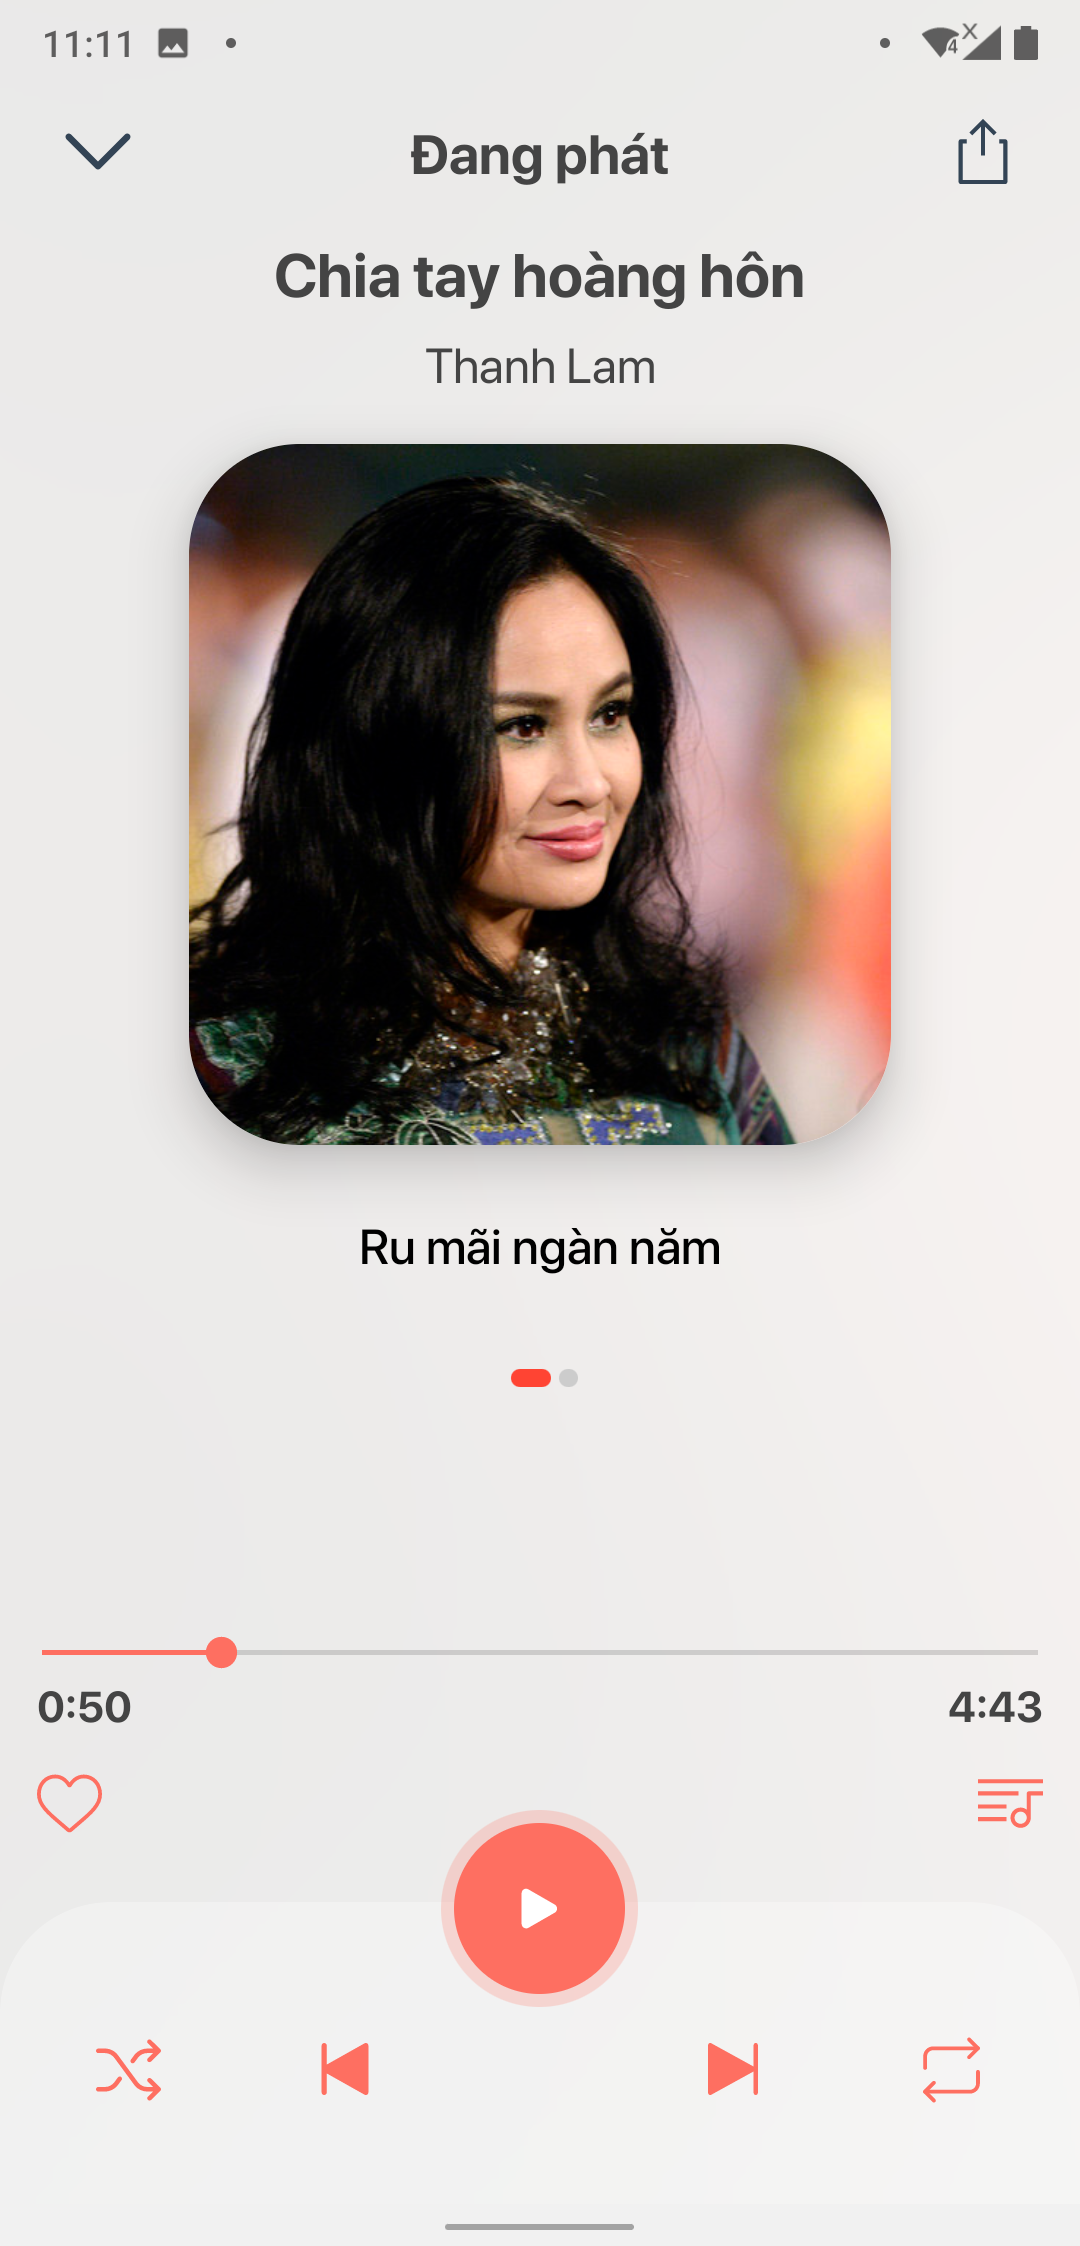 11:11
Đang phát
Chia tay hoàng hôn
Thanh Lam
Ru mãi ngàn năm
0:50
4:43